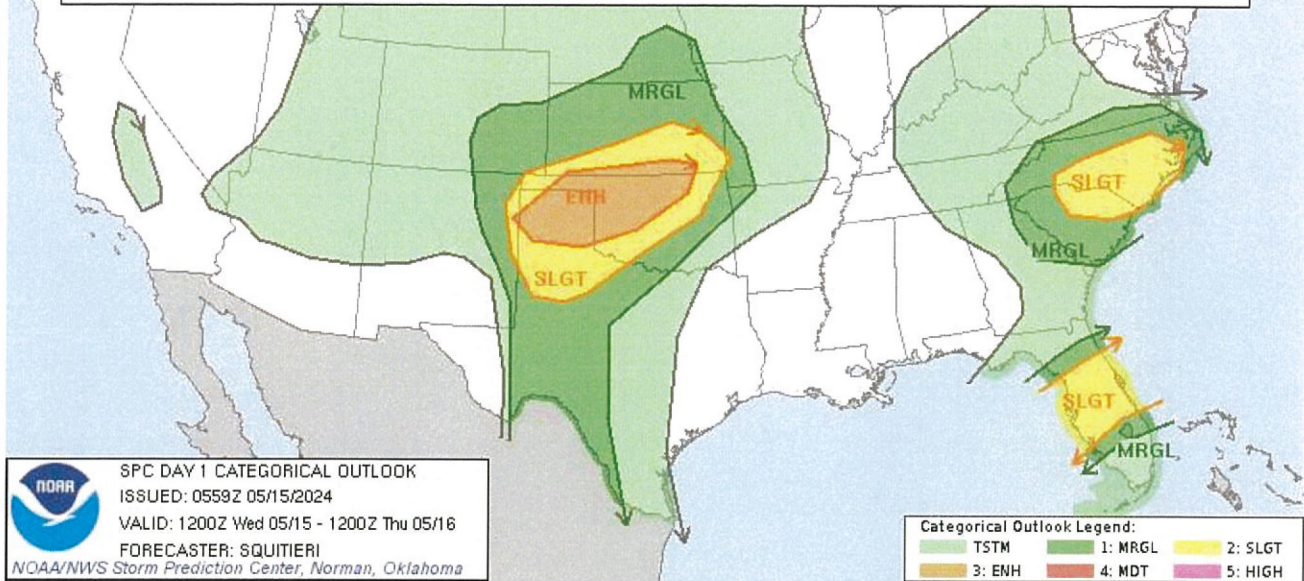 MRGL
ENH
SLGT
SLGT
MRGL
SLGT
MRGL
NOAA
SPC DAY 1 CATEGORICAL OUTLOOK
ISSUED: 0559Z 05/15/2024
VALID: 1200Z Wed 05/15 - 1200Z Thu 05/16
FORECASTER: SQUITIERI
NOAA/NWS Storm Prediction Center, Norman, Oklahoma
Categorical Outlook Legend:
TSTM 1: MRGL 2: SLGT
3: ENH 4: MDT 5: HIGH